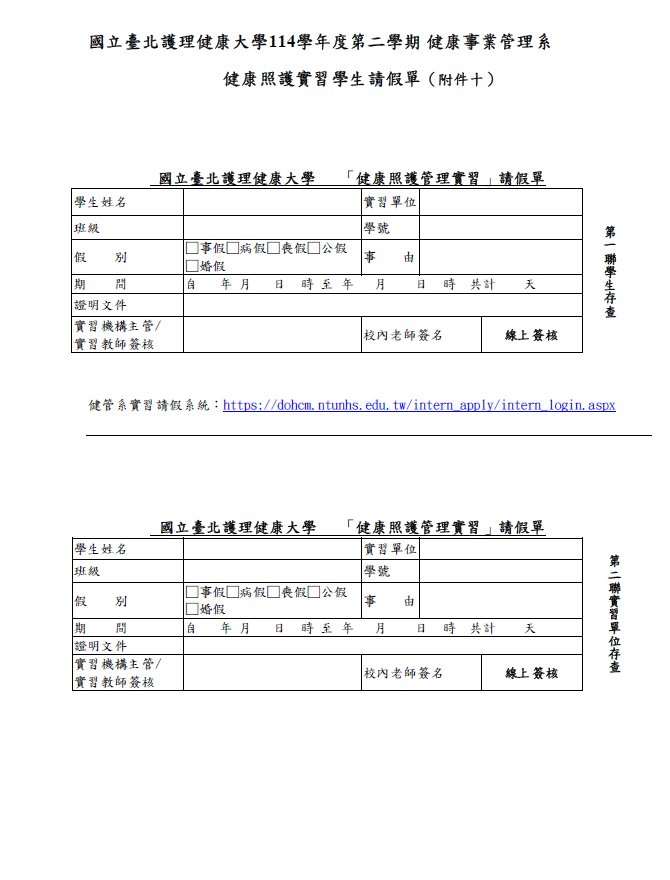 國立臺北護理健康大學114學年度第二學期 健康事業管理系
健康照護實習學生請假單（附件十）
國立臺北護理健康大學 「健康照護管理實習」請假單
學生姓名 實習單位
班級 學號
假 別 □事假□病假□喪假□公假 事 由
□婚假
期 間 自 年 月 日 時 至 年 月 日 時 共計 天
證明文件
實習機構主管/
實習教師簽核 校內老師簽名 線上簽核
第一聯學生存查
健管系實習請假系統：https://dohcm.ntunhs.edu.tw/intern_apply/intern_login.aspx
國立臺北護理健康大學 「健康照護管理實習」請假單
學生姓名 實習單位
班級 學號
假 別 □事假□病假□喪假□公假 事 由
□婚假
期 間 自 年 月 日 時 至 年 月 日 時 共計 天
證明文件
實習機構主管/
實習教師簽核 校內老師簽名 線上簽核
第二聯實習單位存查